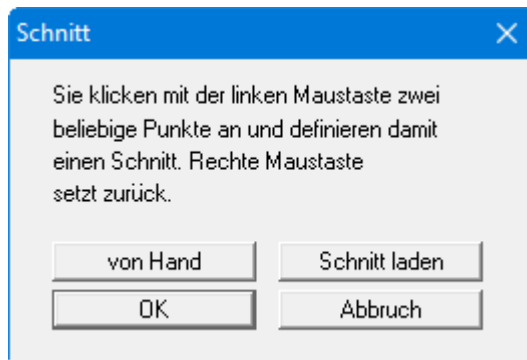 Schnitt
Sie klicken mit der linken Maustaste zwei
beliebige Punkte an und definieren damit
einen Schnitt. Rechte Maustaste
setzt zurück.
von Hand
Schnitt laden
OK
Abbruch